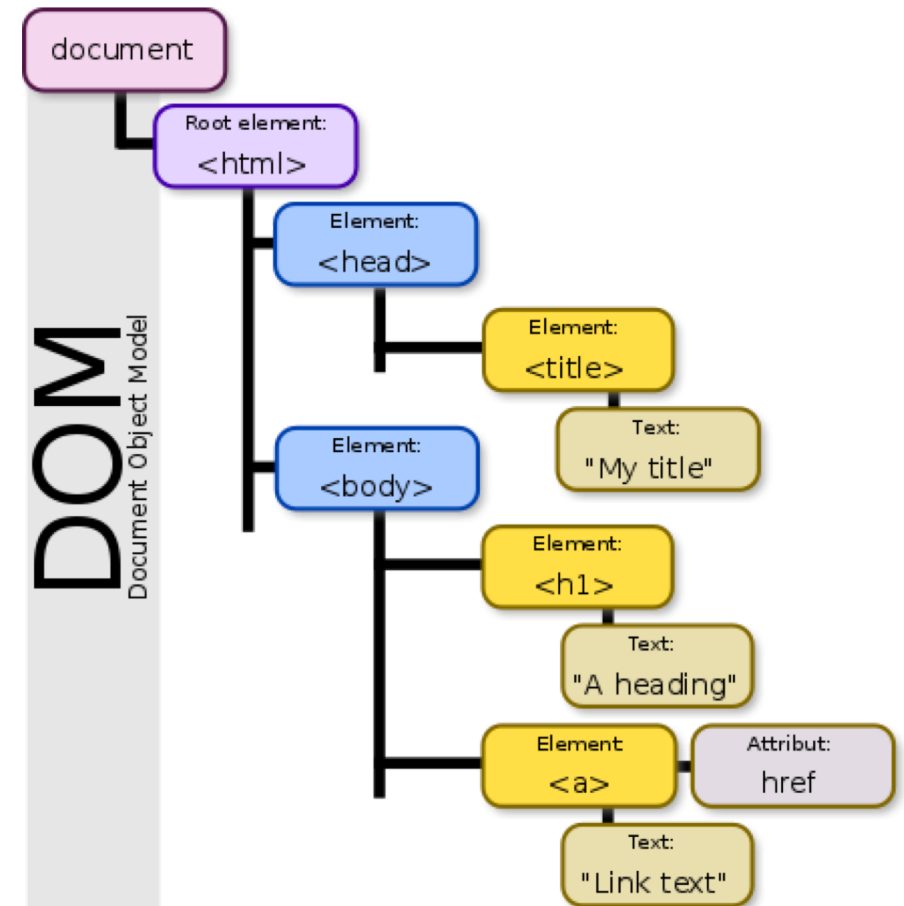 document
Root element:
<html>
Element:
<head>
Element:
<title>
Text:
"My title"
Element:
<body>
Element:
<h1>
Text:
"A heading"
Element
<a>
Attribut:
href
Text:
"Link text"
DOM
Document Object Model